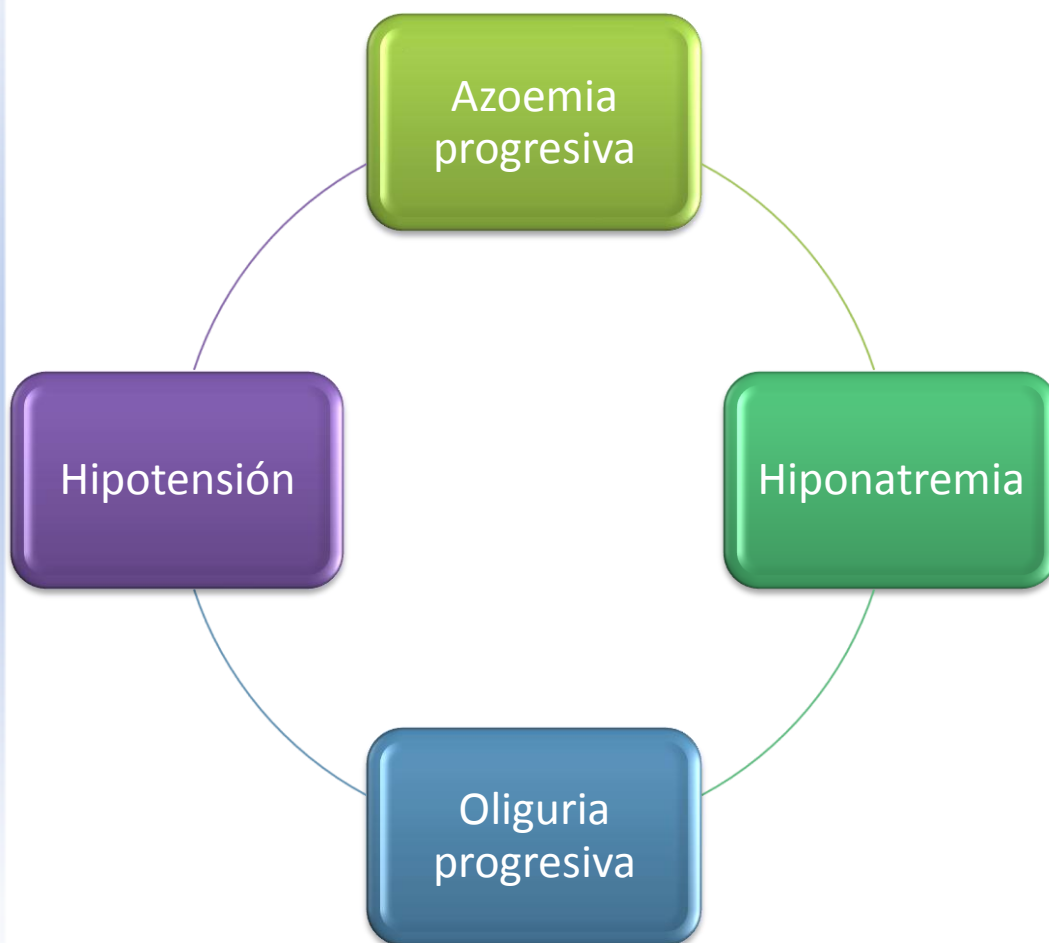 Azoemia
progresiva
Hipotensión
Hiponatremia
Oliguria
progresiva